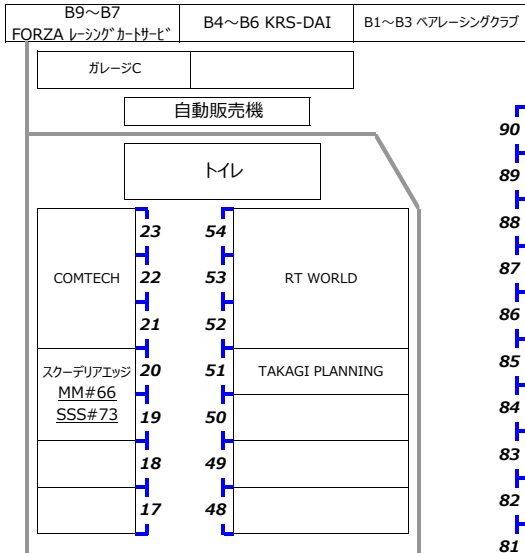 B9～B7
FORZA ﾚｰｼﾝｸﾞｶｰﾄｻｰﾋﾞ
B4～B6 KRS-DAI
B1～B3 ベアレーシングクラブ
ガレージC
自動販売機
トイレ
90
89
88
87
86
85
84
83
82
81
COMTECH
23
22
21
スクーデリアエッジ
MM#66
SSS#73
20
19
18
17
54
53
52
51
50
49
48
RT WORLD
TAKAGI PLANNING